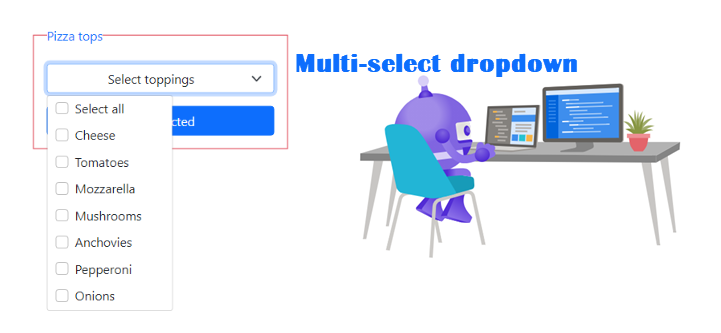 Pizza tops
Select toppings
Multi-select dropdown
Select all
cted
Cheese
Tomatoes
Mozzarella
Mushrooms
Anchovies
Pepperoni
Onions